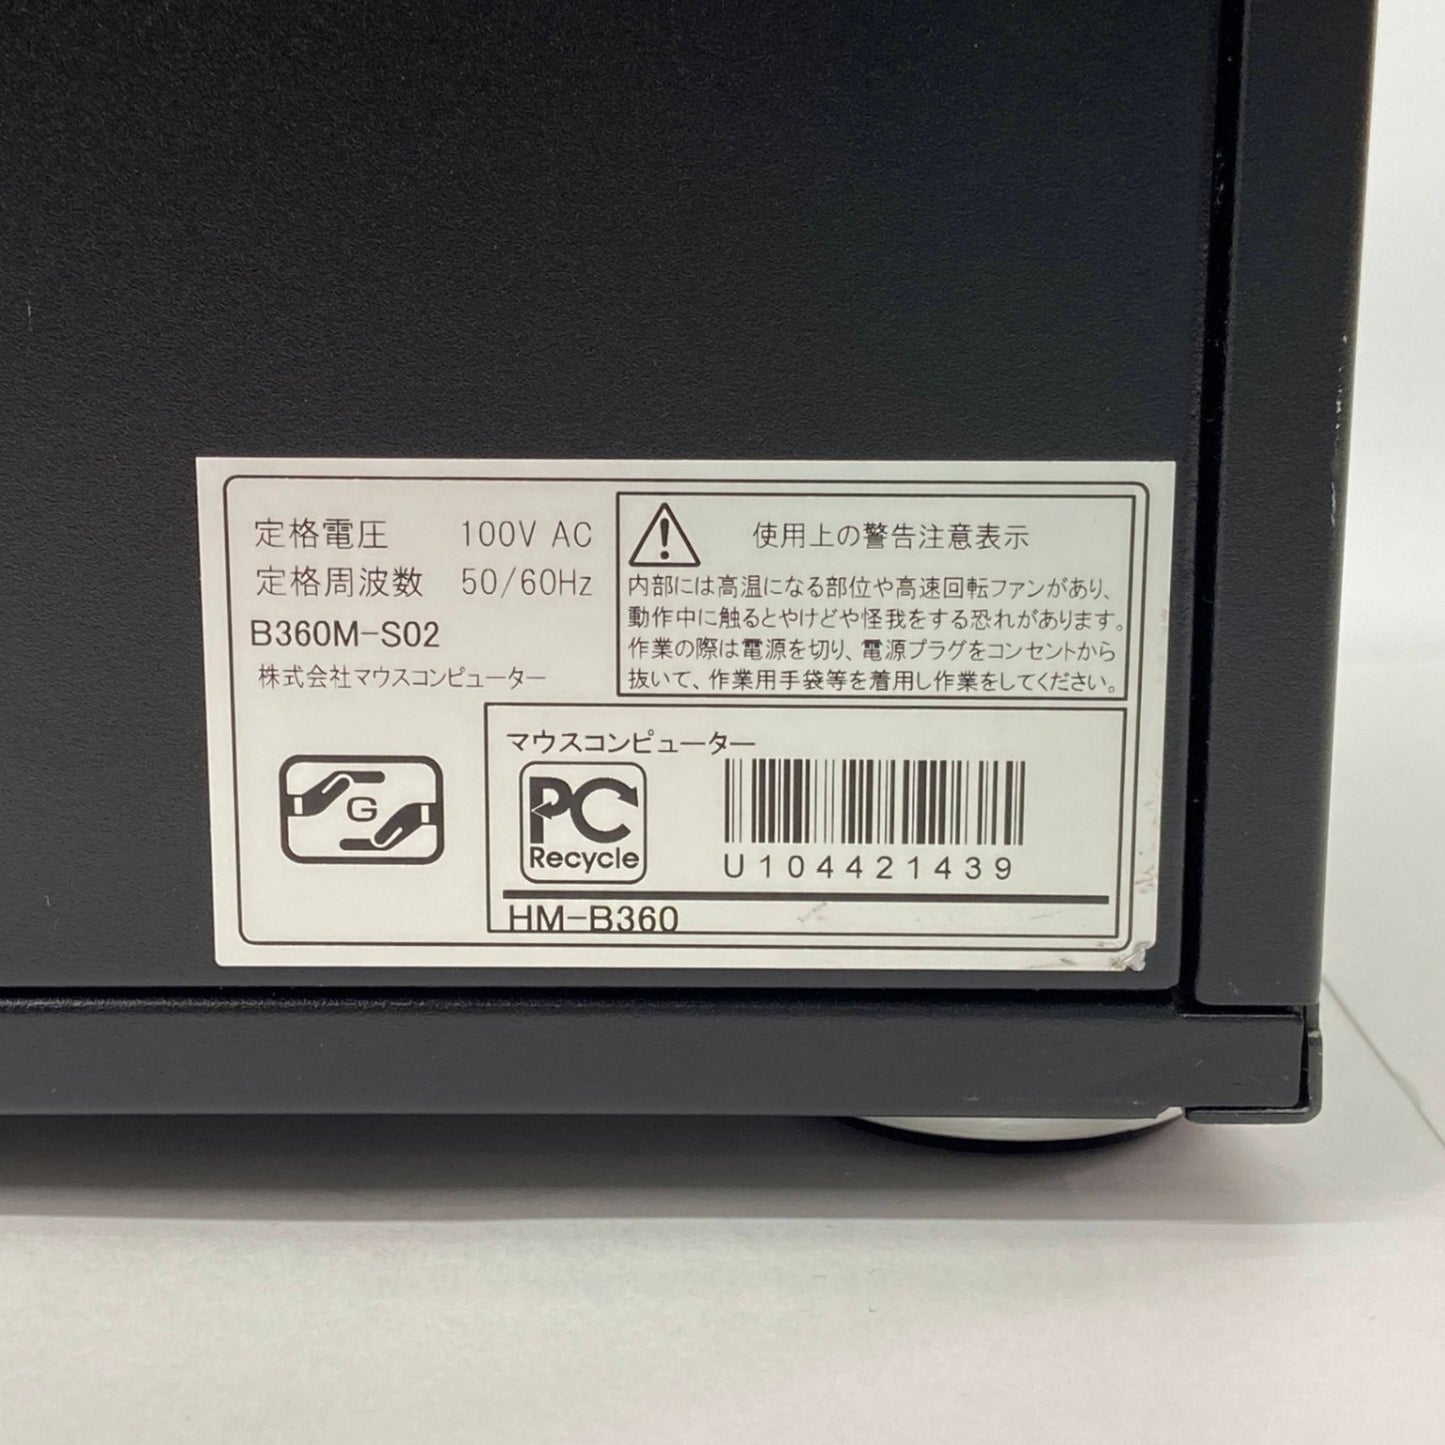 定格電圧 100V AC
定格周波数 50/60Hz
B360M-S02
株式会社マウスコンピューター
使用上の警告注意表示
内部には高温になる部位や高速回転ファンがあり、
動作中に触るとやけどや怪我をする恐れがあります。
作業の際は電源を切り、電源プラグをコンセントから
抜いて、作業用手袋等を着用し作業をしてください。
G
マウスコンピューター
PC
Recycle
U104421439
HM-B360